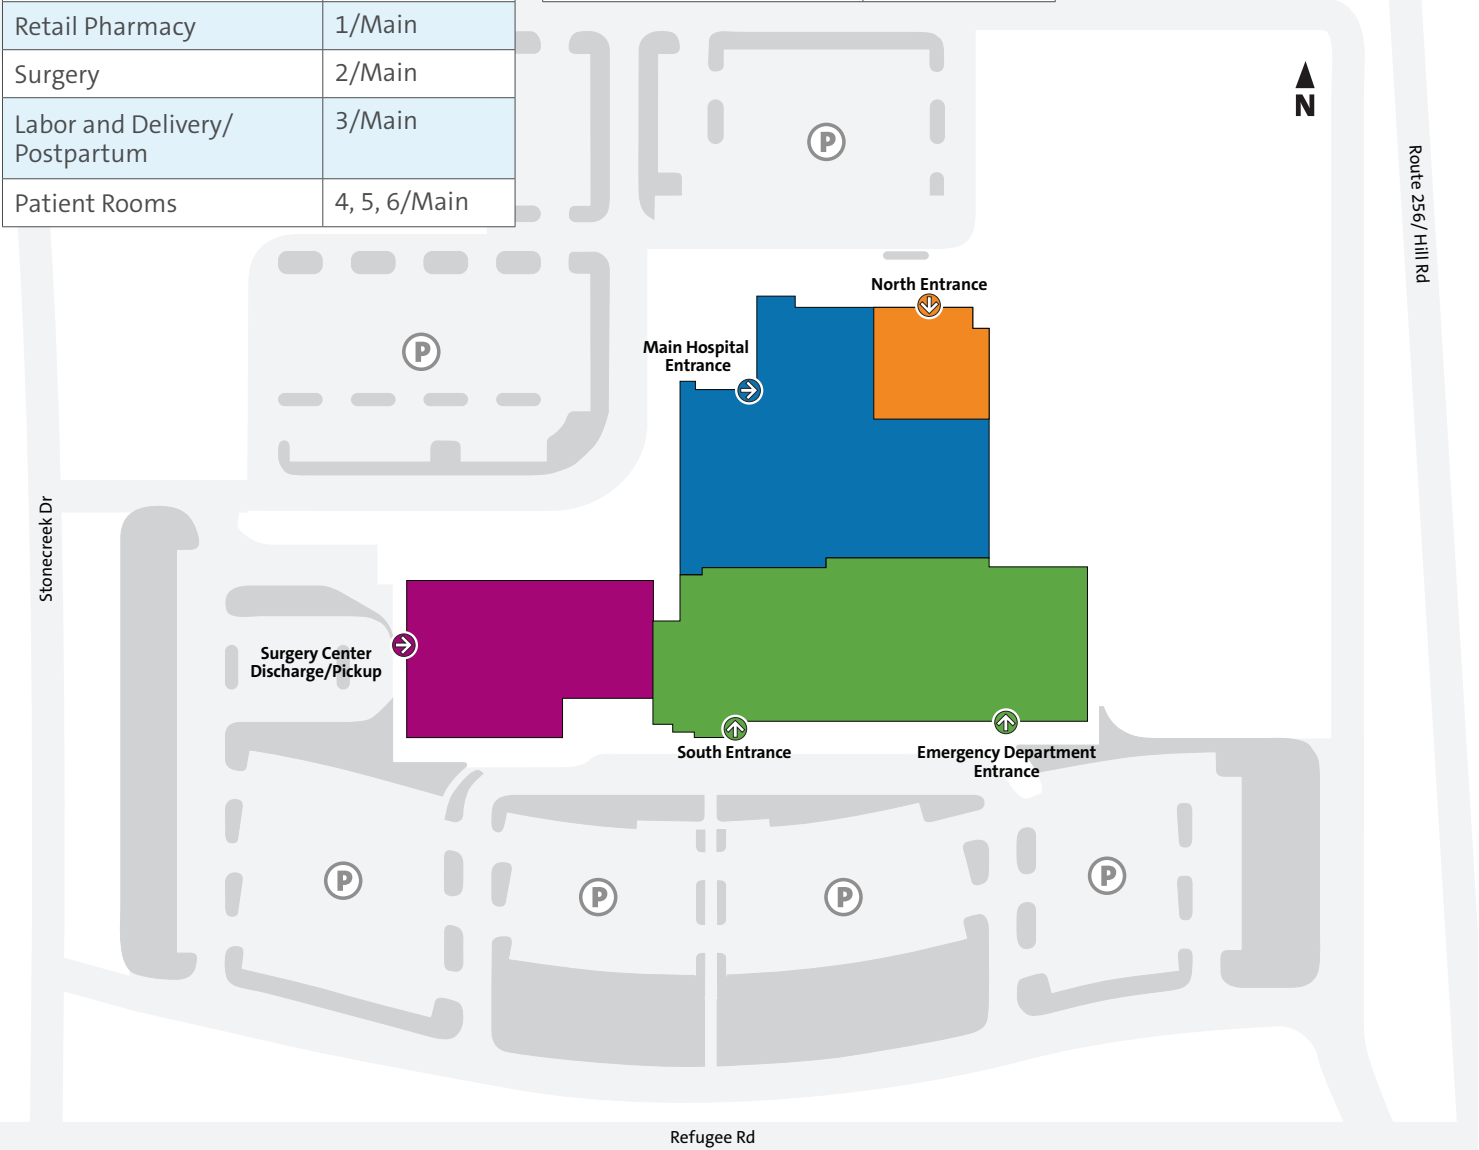 Retail Pharmacy 1/Main
Surgery 2/Main
Labor and Delivery/ 3/Main
Postpartum
Patient Rooms 4, 5, 6/Main
P
N
Route 256/ Hill Rd
North Entrance
Main Hospital
Entrance
P
Stonecreek Dr
Surgery Center
Discharge/Pickup
South Entrance
Emergency Department
Entrance
P
P
P
P
Refugee Rd